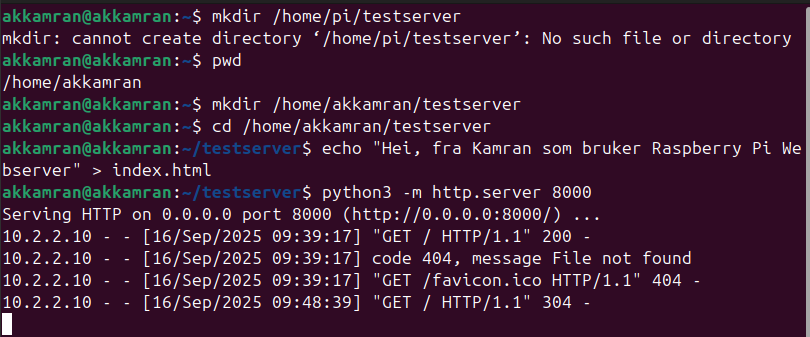 akkamran@akkamran:~$ mkdir /home/pi/testserver
mkdir: cannot create directory ‘/home/pi/testserver’: No such file or directory
akkamran@akkamran:~$ pwd
/home/akkamran
akkamran@akkamran:~$ mkdir /home/akkamran/testserver
akkamran@akkamran:~$ cd /home/akkamran/testserver
akkamran@akkamran:~/testserver$ echo "Hei, fra Kamran som bruker Raspberry Pi We
bserver" > index.html
akkamran@akkamran:~/testserver$ python3 -m http.server 8000
Serving HTTP on 0.0.0.0 port 8000 (http://0.0.0.0:8000/) ...
10.2.2.10 - - [16/Sep/2025 09:39:17] "GET / HTTP/1.1" 200 -
10.2.2.10 - - [16/Sep/2025 09:39:17] code 404, message File not found
10.2.2.10 - - [16/Sep/2025 09:39:17] "GET /favicon.ico HTTP/1.1" 404 -
10.2.2.10 - - [16/Sep/2025 09:48:39] "GET / HTTP/1.1" 304 -